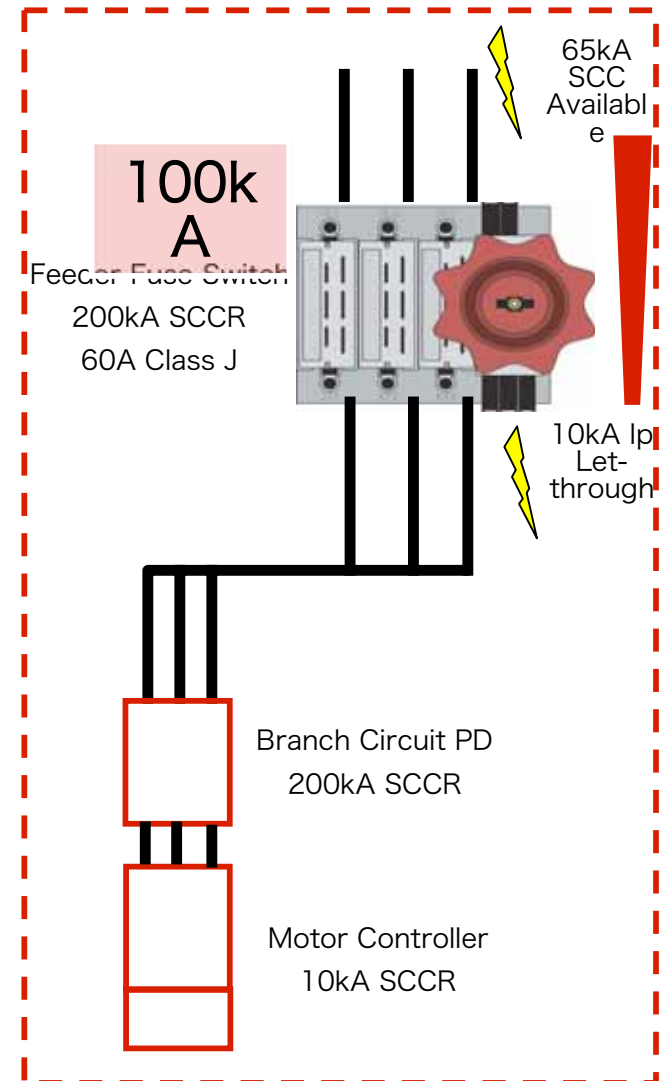 65kA
SCC
Availabl
e
100k
A
Feeder Fuse Switch
200kA SCCR
60A Class J
10kA Ip
Let-
through
Branch Circuit PD
200kA SCCR
Motor Controller
10kA SCCR